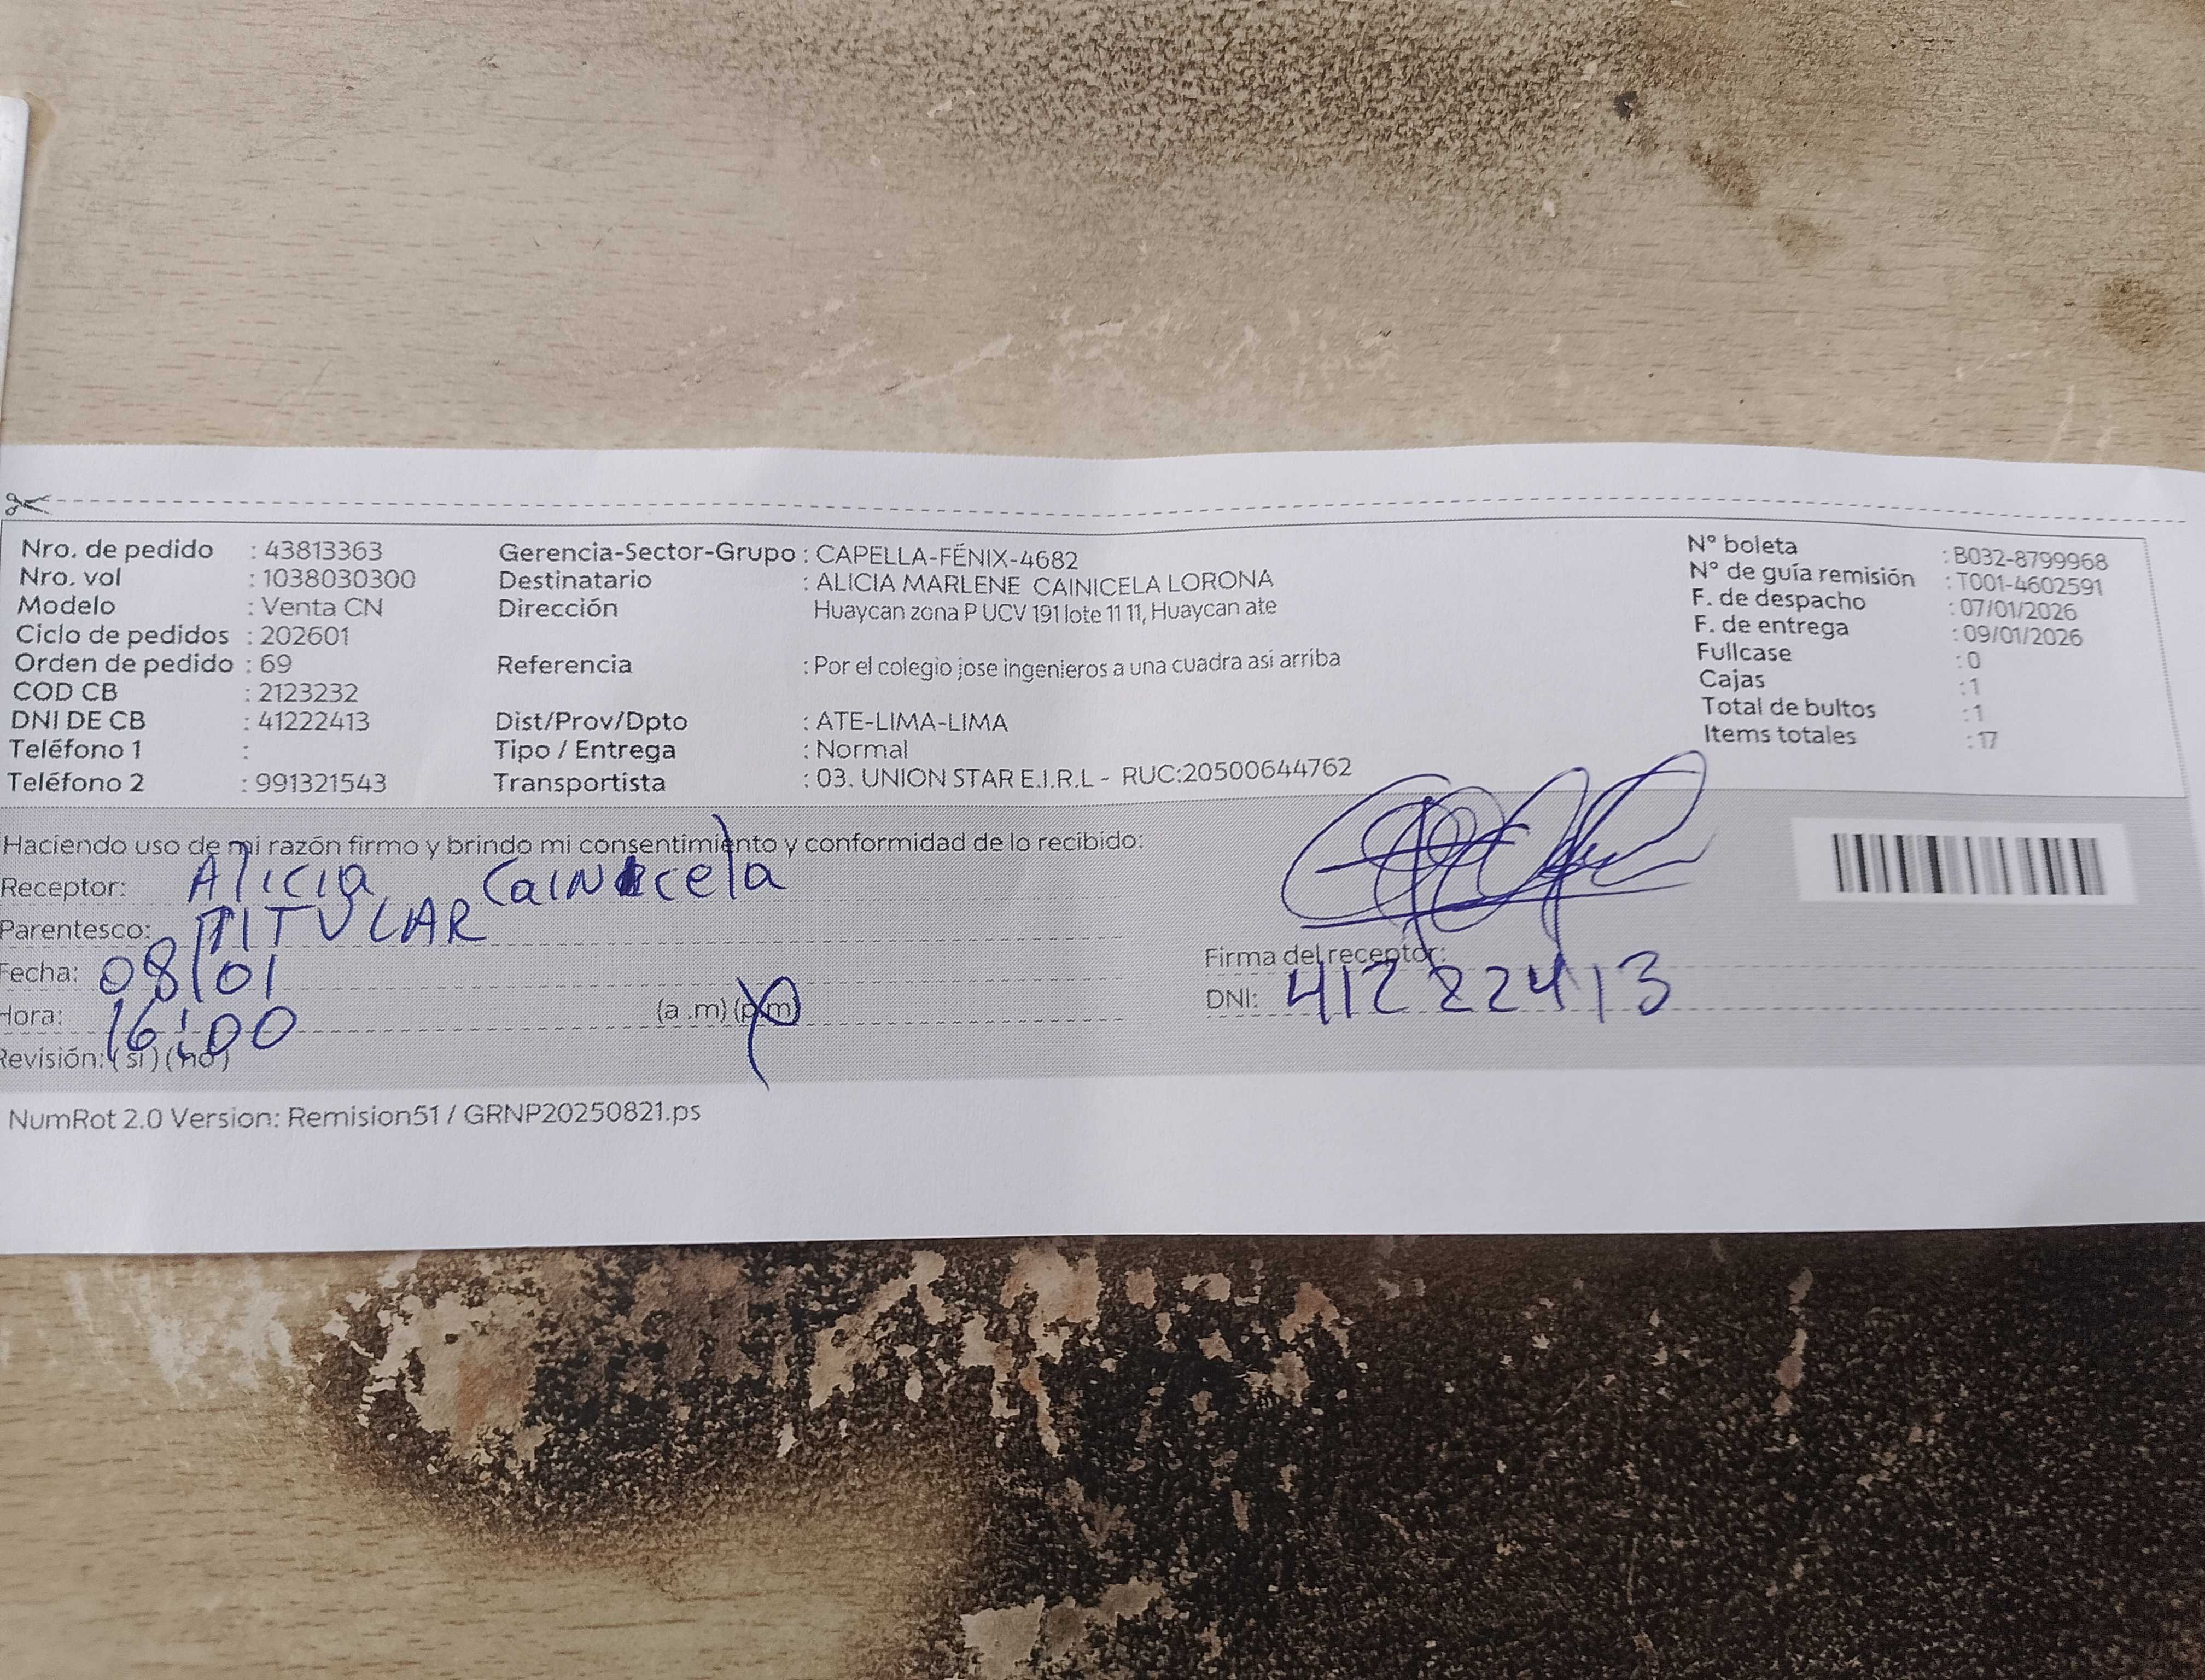 Nro. de pedido : 43813363
Nro. vol : 1038030300
Modelo : Venta CN
Ciclo de pedidos : 202601
Orden de pedido : 69
COD CB : 2123232
DNI DE CB : 41222413
Teléfono 1 :
Teléfono 2 : 991321543
Gerencia-Sector-Grupo : CAPELLA-FÉNIX-4682
Destinatario : ALICIA MARLENE CAINICELA LORONA
Dirección Huaycan zona P UCV 191 lote 11 11, Huaycan ate
Referencia : Por el colegio jose ingenieros a una cuadra asi arriba
Dist/Prov/Dpto : ATE-LIMA-LIMA
Tipo / Entrega : Normal
Transportista : 03. UNION STAR E.I.R.L - RUC:20500644762
N° boleta : B032-8799968
N° de guía remisión : T001-4602591
F. de despacho : 07/01/2026
F. de entrega : 09/01/2026
Fullcase : 0
Cajas : 1
Total de bultos : 1
Items totales : 17
Haciendo uso de mi razón firmo y brindo mi consentimiento y conformidad de lo recibido:
Receptor: Alicia Cainicela
Parentesco: TITULAR
Fecha: 08/01
Hora: 16:00 (a .m) (p.m)
Revisión: ( si ) ( no )
Firma del receptor:
DNI: 41222413
NumRot 2.0 Version: Remision51 / GRNP20250821.ps